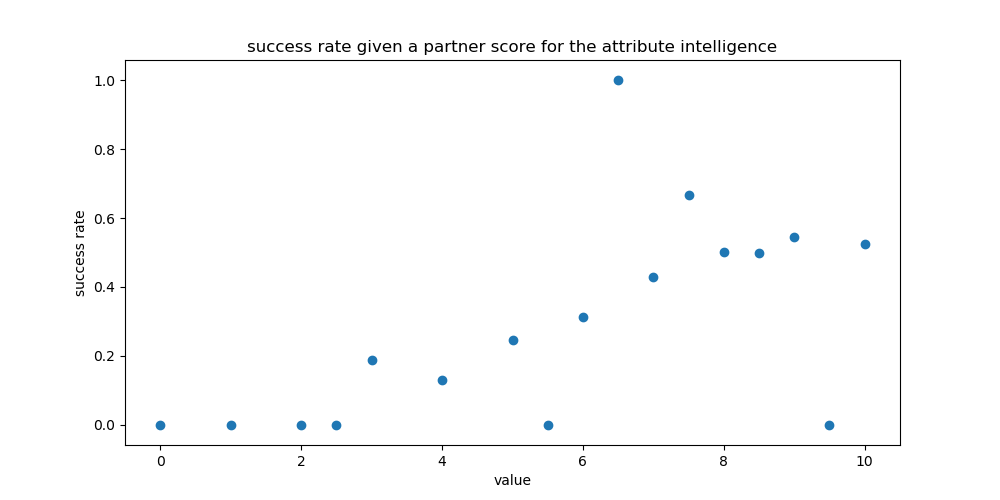 success rate given a partner score for the attribute intelligence
1.0
0.8
0.6
0.4
0.2
0.0
success rate
0 2 4 6 8 10
value